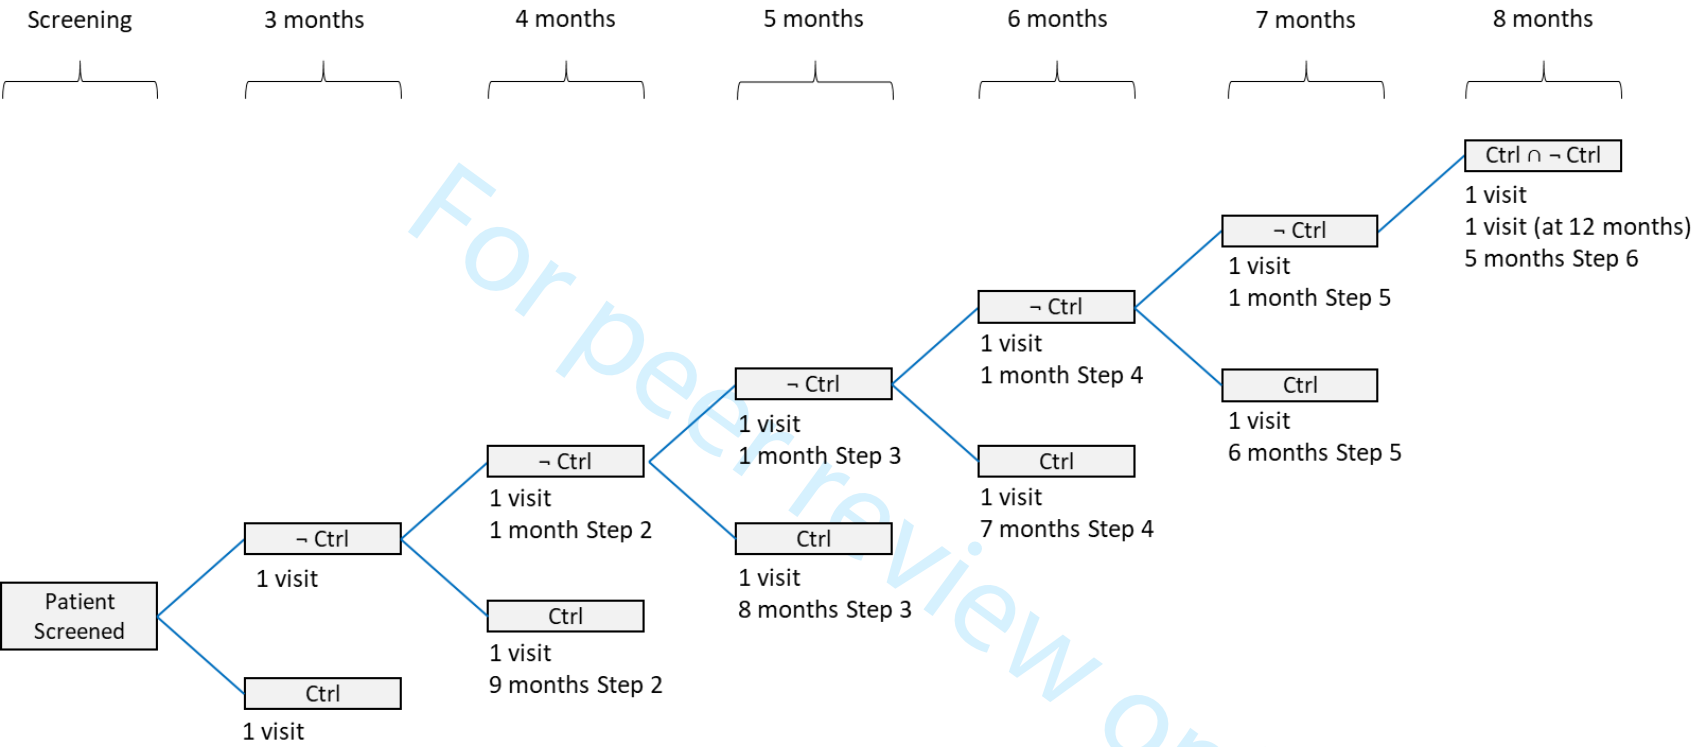 Screening
3 months
4 months
5 months
6 months
7 months
8 months
Ctrl ∩ ¬ Ctrl
1 visit
1 visit (at 12 months)
5 months Step 6
¬ Ctrl
1 visit
1 month Step 5
¬ Ctrl
1 visit
1 month Step 4
Ctrl
1 visit
6 months Step 5
¬ Ctrl
1 visit
1 month Step 3
Ctrl
1 visit
7 months Step 4
¬ Ctrl
1 visit
1 month Step 2
Ctrl
1 visit
8 months Step 3
¬ Ctrl
1 visit
Ctrl
1 visit
9 months Step 2
Patient
Screened
Ctrl
1 visit
For peer review on